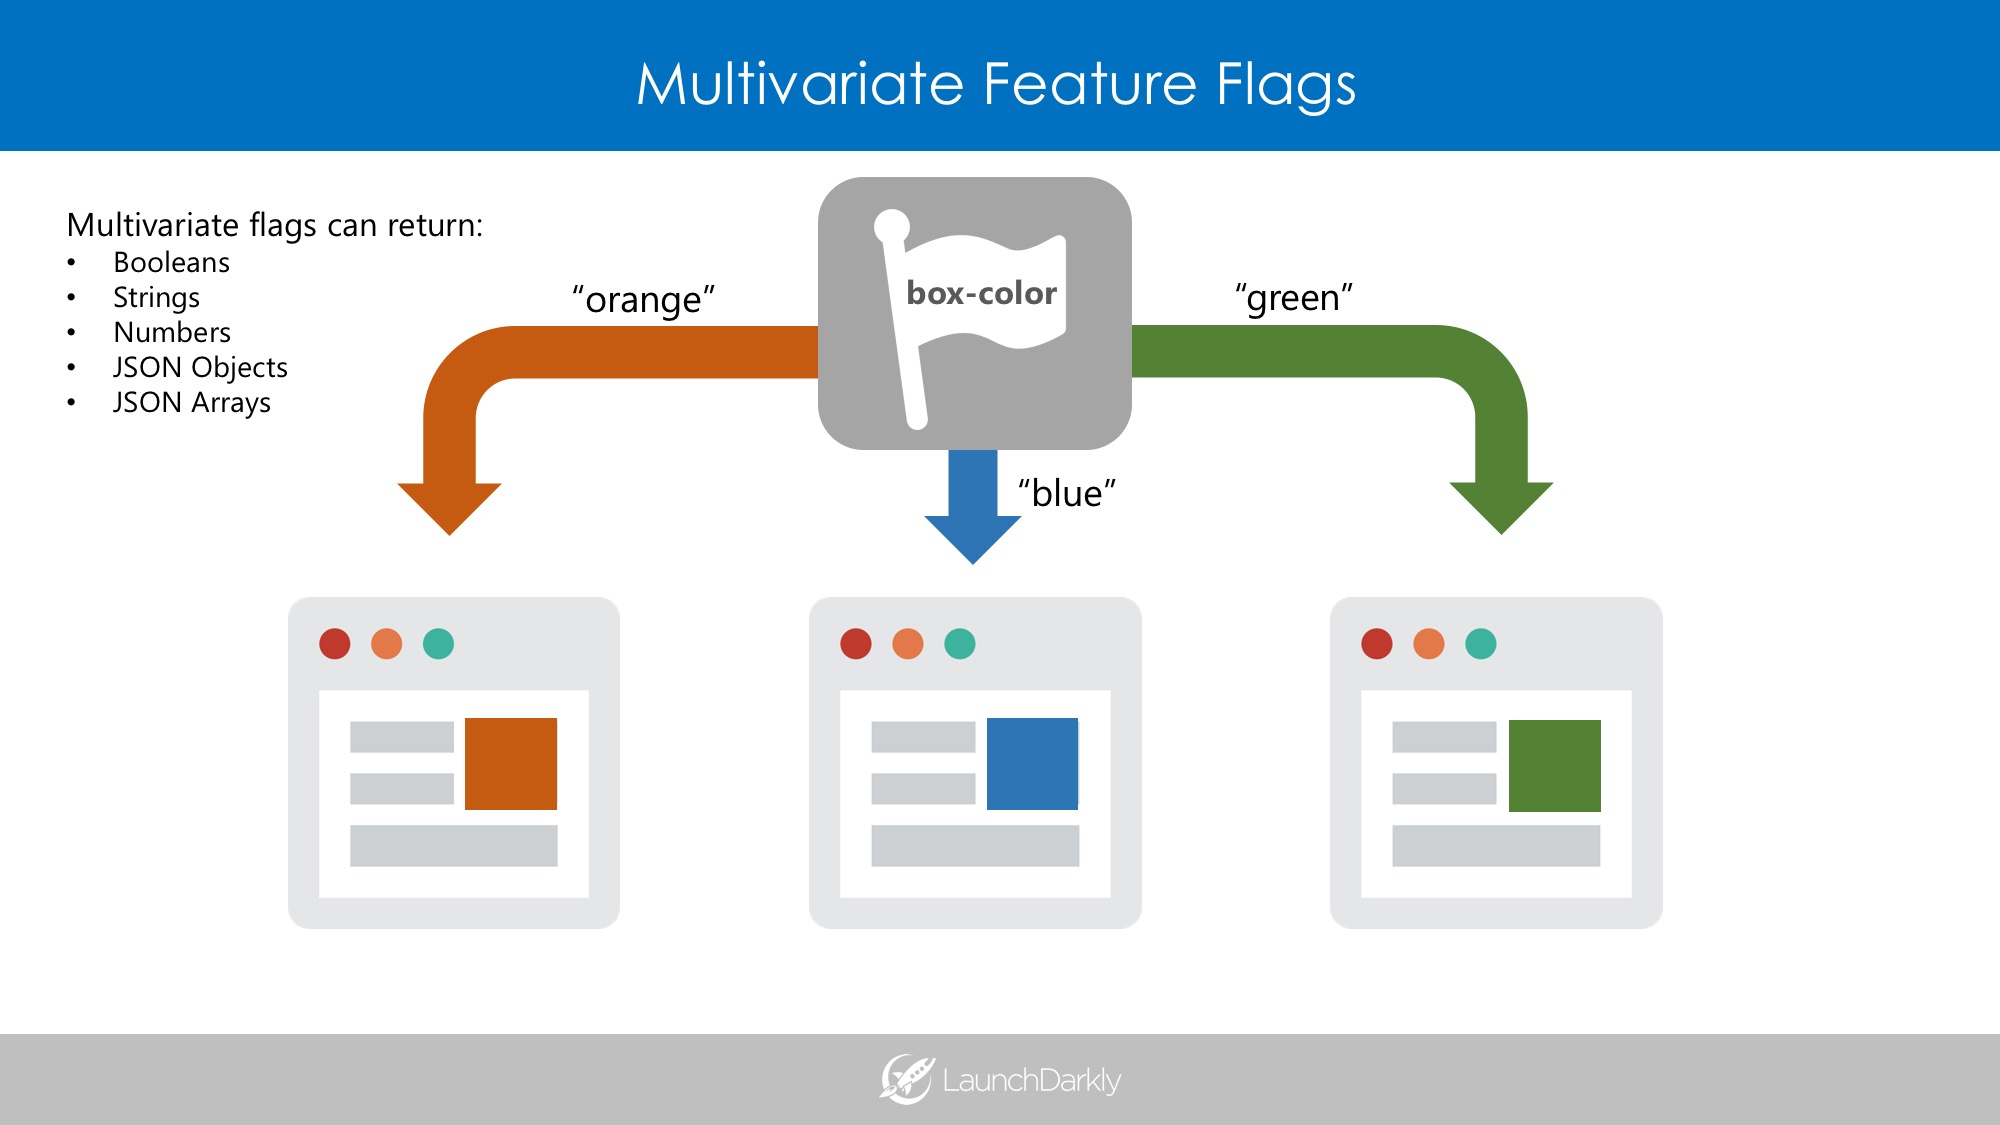 Multivariate Feature Flags
Multivariate flags can return:
• Booleans
• Strings
• Numbers
• JSON Objects
• JSON Arrays
“orange”
box-color
“green”
“blue”
LaunchDarkly